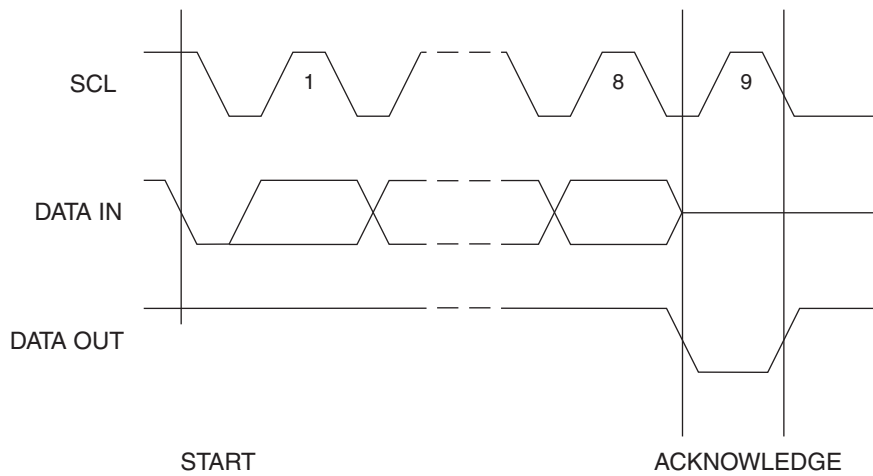 SCL
1
8
9
DATA IN
DATA OUT
START
ACKNOWLEDGE